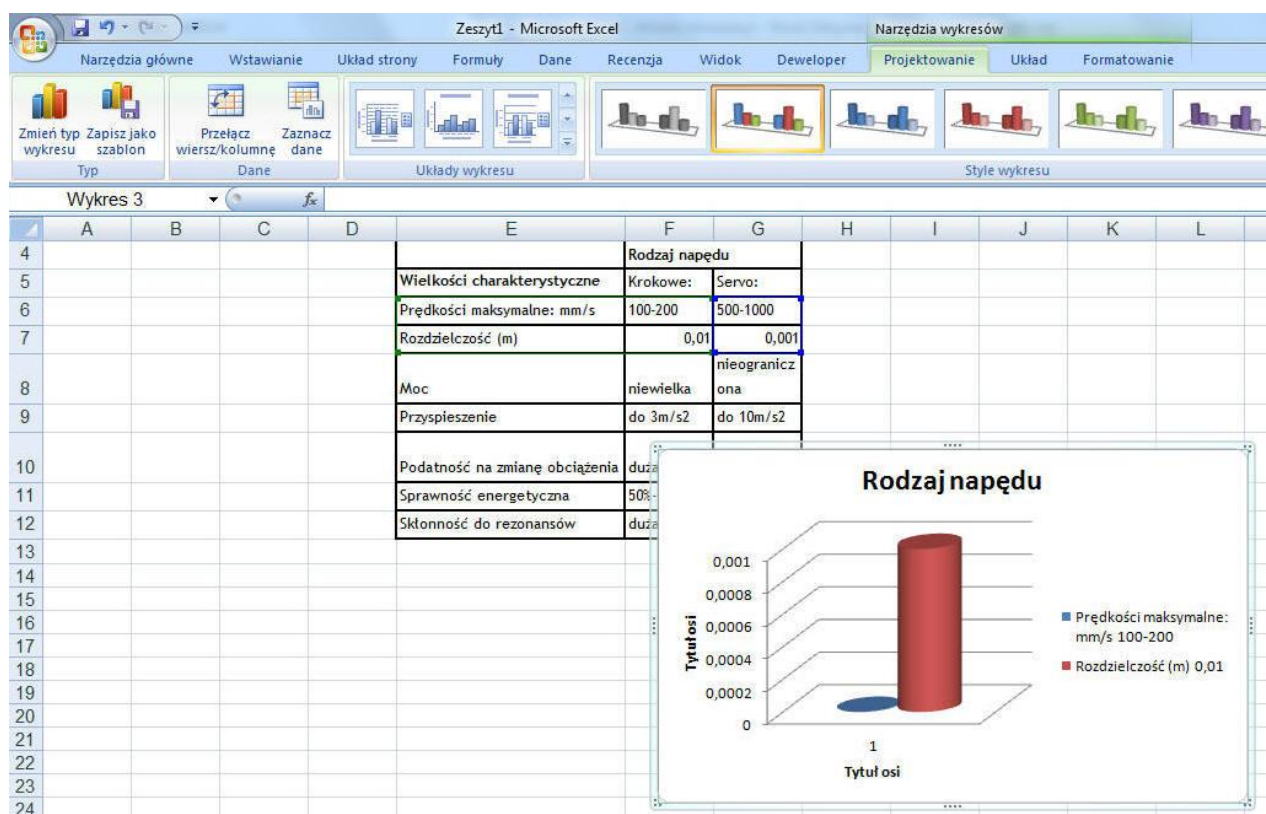 Zeszyt1 - Microsoft Excel
Narzędzia wykresów
Narzędzia główne Wstawianie Układ strony Formuły Dane Recenzja Widok Deweloper Projektowanie Układ Formatowanie
Zmień typ Zapisz jako Przełącz Zaznacz
wykresu szablon wiersz/kolumnę dane
Typ Dane Układy wykresu Style wykresu
Wykres 3 fx
A B C D E F G H I J K L
4 Rodzaj napędu
5 Wielkości charakterystyczne Krokowe: Servo:
6 Prędkości maksymalne: mm/s 100-200 500-1000
7 Rozdzielczość (m) 0,01 0,001
nieogranicz
8 Moc niewielka ona
9 Przyspieszenie do 3m/s2 do 10m/s2
10 Podatność na zmianę obciążenia
11 Sprawność energetyczna 50%-
12 Skłonność do rezonansów
13
14
15
16
17
18
19
20
21
22
23
24
Rodzaj napędu
0,001
0,0008
0,0006
0,0004
0,0002
0
Tytuł osi
1
Tytuł osi
Prędkości maksymalne:
mm/s 100-200
Rozdzielczość (m) 0,01